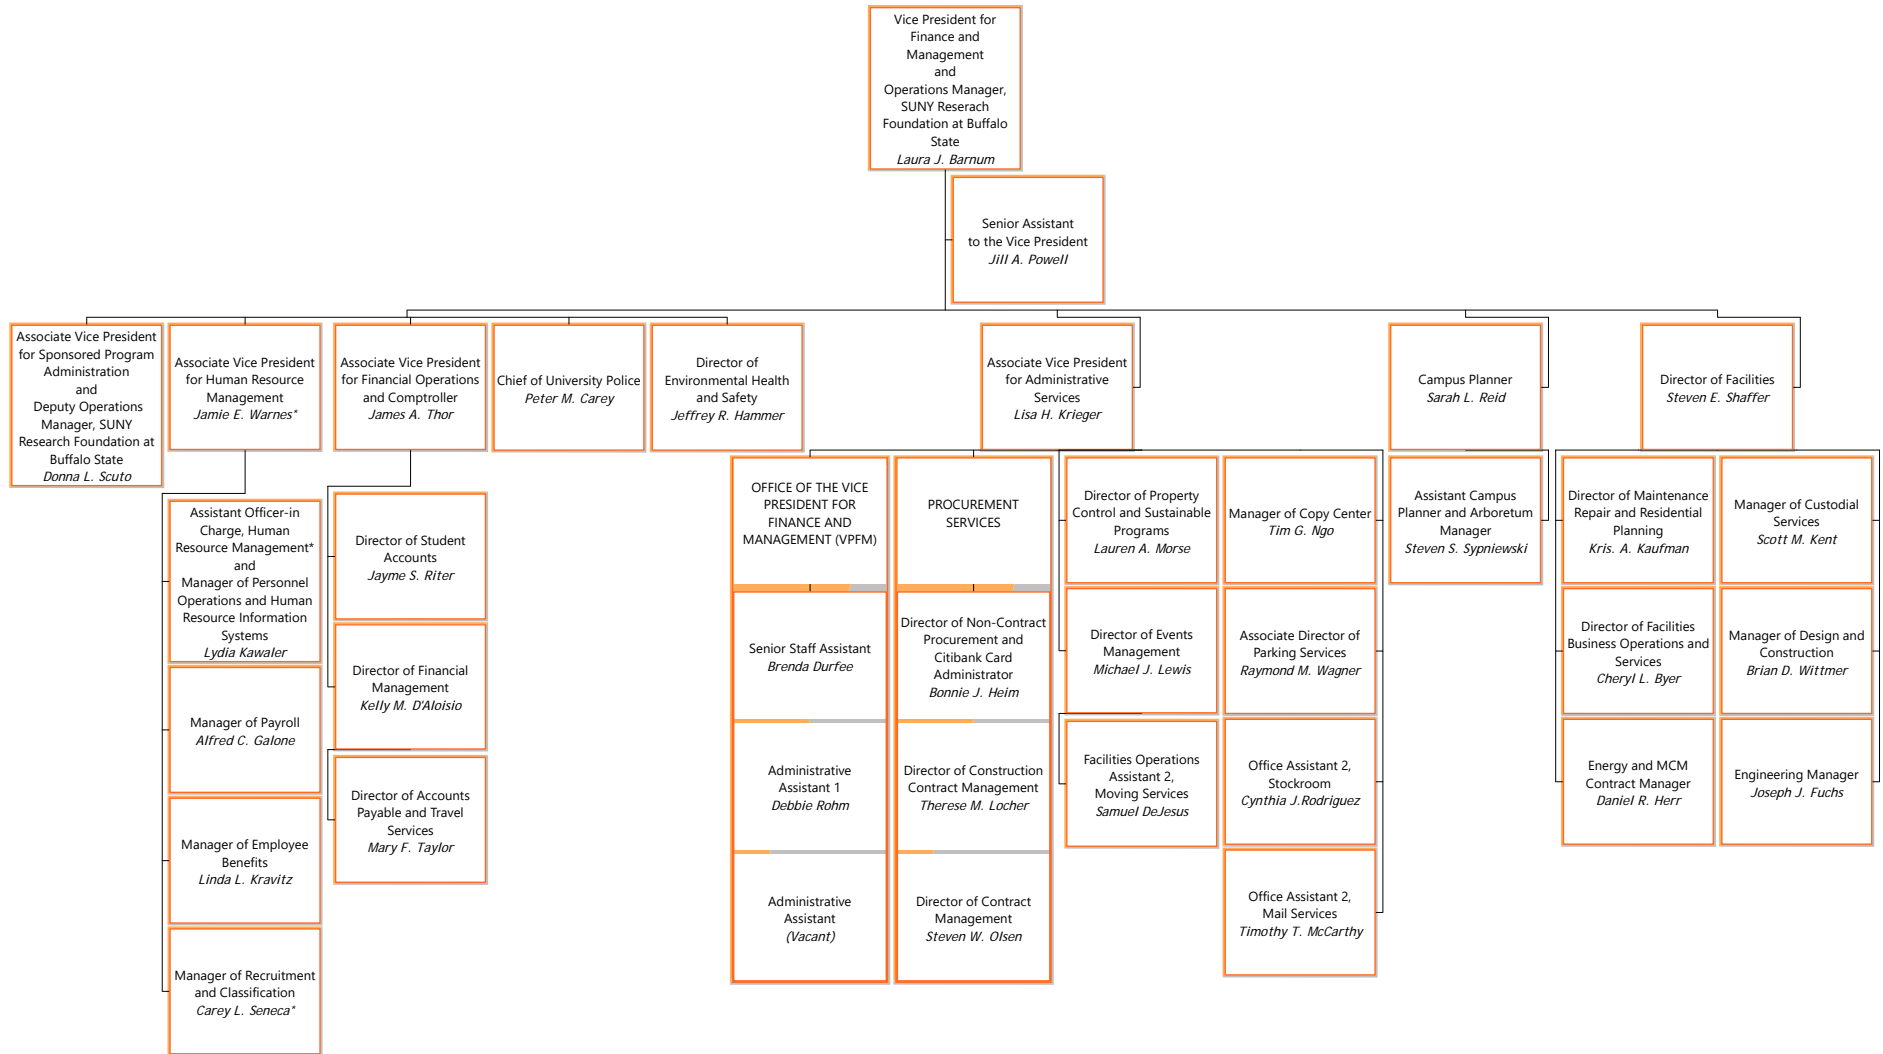 Vice President for
Finance and
Management
and
Operations Manager,
SUNY Reserach
Foundation at Buffalo
State
Laura J. Barnum
Senior Assistant
to the Vice President
Jill A. Powell
Associate Vice President
for Sponsored Program
Administration
and
Deputy Operations
Manager, SUNY
Research Foundation at
Buffalo State
Donna L. Scuto
Associate Vice President
for Human Resource
Management
Jamie E. Warnes*
Associate Vice President
for Financial Operations
and Comptroller
James A. Thor
Chief of University Police
Peter M. Carey
Director of
Environmental Health
and Safety
Jeffrey R. Hammer
Associate Vice President
for Administrative
Services
Lisa H. Krieger
Campus Planner
Sarah L. Reid
Director of Facilities
Steven E. Shaffer
Assistant Officer-in
Charge, Human
Resource Management*
and
Manager of Personnel
Operations and Human
Resource Information
Systems
Lydia Kawaler
Manager of Payroll
Alfred C. Galone
Manager of Employee
Benefits
Linda L. Kravitz
Manager of Recruitment
and Classification
Carey L. Seneca*
Director of Student
Accounts
Jayme S. Riter
Director of Financial
Management
Kelly M. D'Aloisio
Director of Accounts
Payable and Travel
Services
Mary F. Taylor
OFFICE OF THE VICE
PRESIDENT FOR
FINANCE AND
MANAGEMENT (VPFM)
Senior Staff Assistant
Brenda Durfee
Administrative
Assistant 1
Debbie Rohm
Administrative
Assistant
(Vacant)
PROCUREMENT
SERVICES
Director of Non-Contract
Procurement and
Citibank Card
Administrator
Bonnie J. Heim
Director of Construction
Contract Management
Therese M. Locher
Director of Contract
Management
Steven W. Olsen
Director of Property
Control and Sustainable
Programs
Lauren A. Morse
Director of Events
Management
Michael J. Lewis
Facilities Operations
Assistant 2,
Moving Services
Samuel DeJesus
Manager of Copy Center
Tim G. Ngo
Associate Director of
Parking Services
Raymond M. Wagner
Office Assistant 2,
Stockroom
Cynthia J.Rodriguez
Office Assistant 2,
Mail Services
Timothy T. McCarthy
Assistant Campus
Planner and Arboretum
Manager
Steven S. Sypniewski
Director of Maintenance
Repair and Residential
Planning
Kris. A. Kaufman
Director of Facilities
Business Operations and
Services
Cheryl L. Byer
Energy and MCM
Contract Manager
Daniel R. Herr
Manager of Custodial
Services
Scott M. Kent
Manager of Design and
Construction
Brian D. Wittmer
Engineering Manager
Joseph J. Fuchs